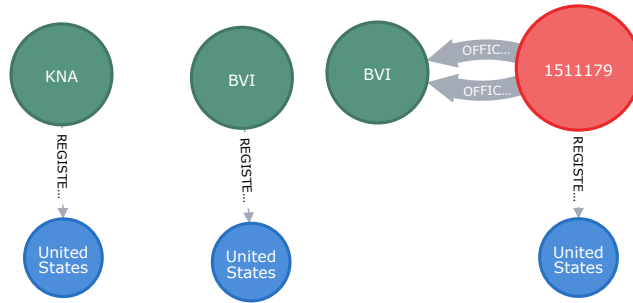 KNA
REGISTE...
United
States
BVI
REGISTE...
United
States
BVI
OFFIC...
OFFIC...
1511179
REGISTE...
United
States